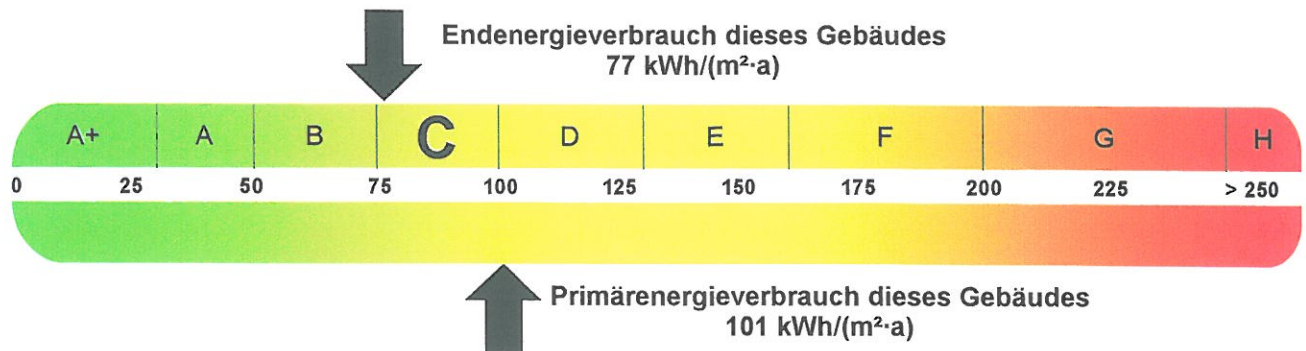 Endenergieverbrauch dieses Gebäudes
77 kWh/(m²·a)
A+ A B C D E F G H
0 25 50 75 100 125 150 175 200 225 > 250
Primärenergieverbrauch dieses Gebäudes
101 kWh/(m²·a)